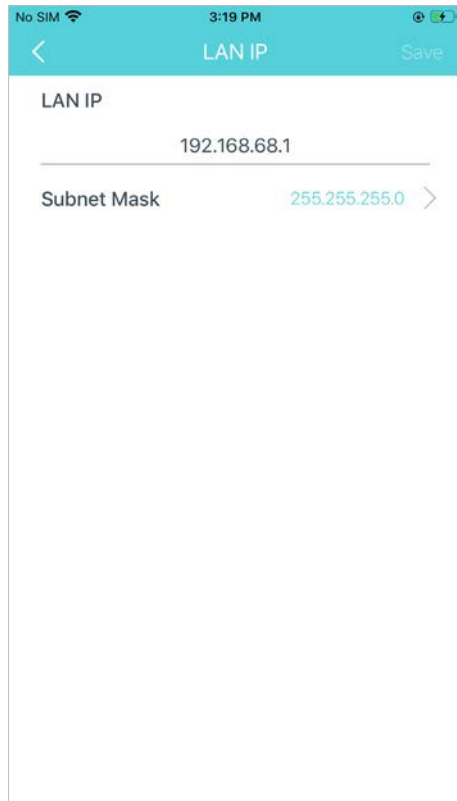 No SIM 3:19 PM
LAN IP Save
LAN IP
192.168.68.1
Subnet Mask 255.255.255.0